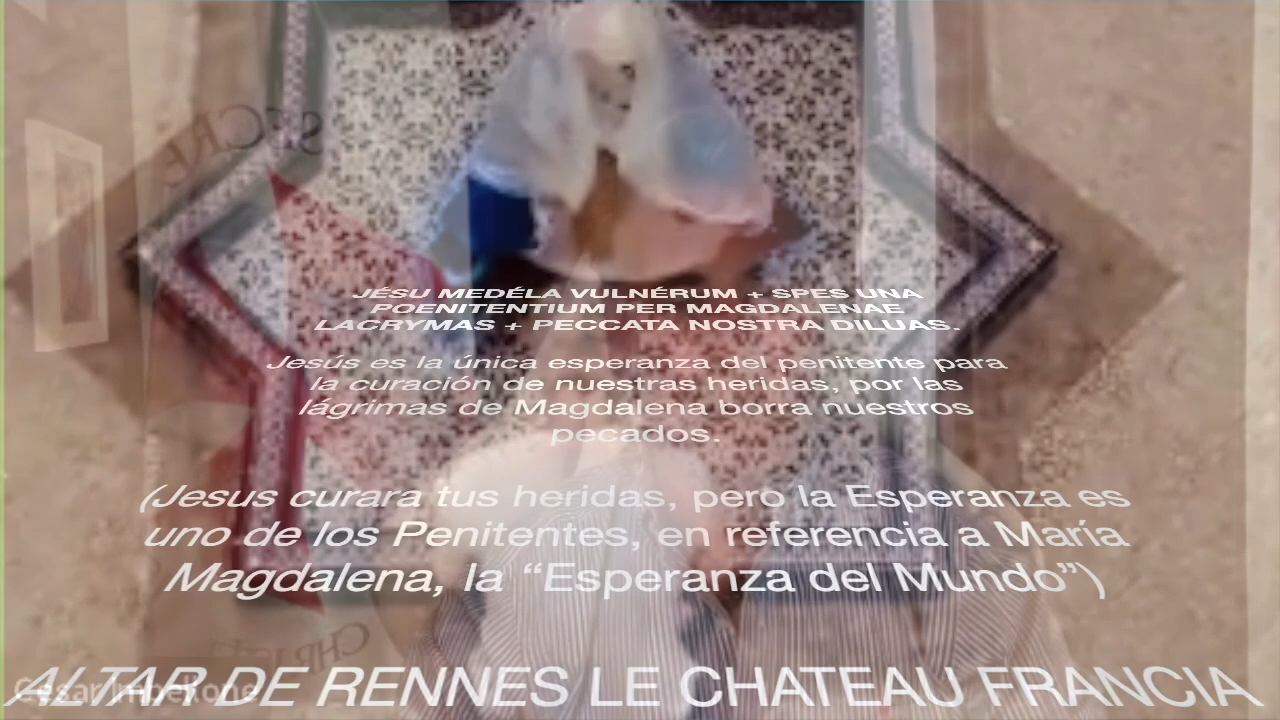 SECRE
JÉSU MEDÉLA VULNÉRUM + SPES UNA
POENITENTIUM PER MAGDALENAE
LACRYMAS + PECCATA NOSTRA DILUAS.
Jesús es la única esperanza del penitente para
la curación de nuestras heridas, por las
lágrimas de Magdalena borra nuestros
pecados.
(Jesus curara tus heridas, pero la Esperanza es
uno de los Penitentes, en referencia a María
Magdalena, la “Esperanza del Mundo”)
ALTAR DE RENNES LE CHATEAU FRANCIA